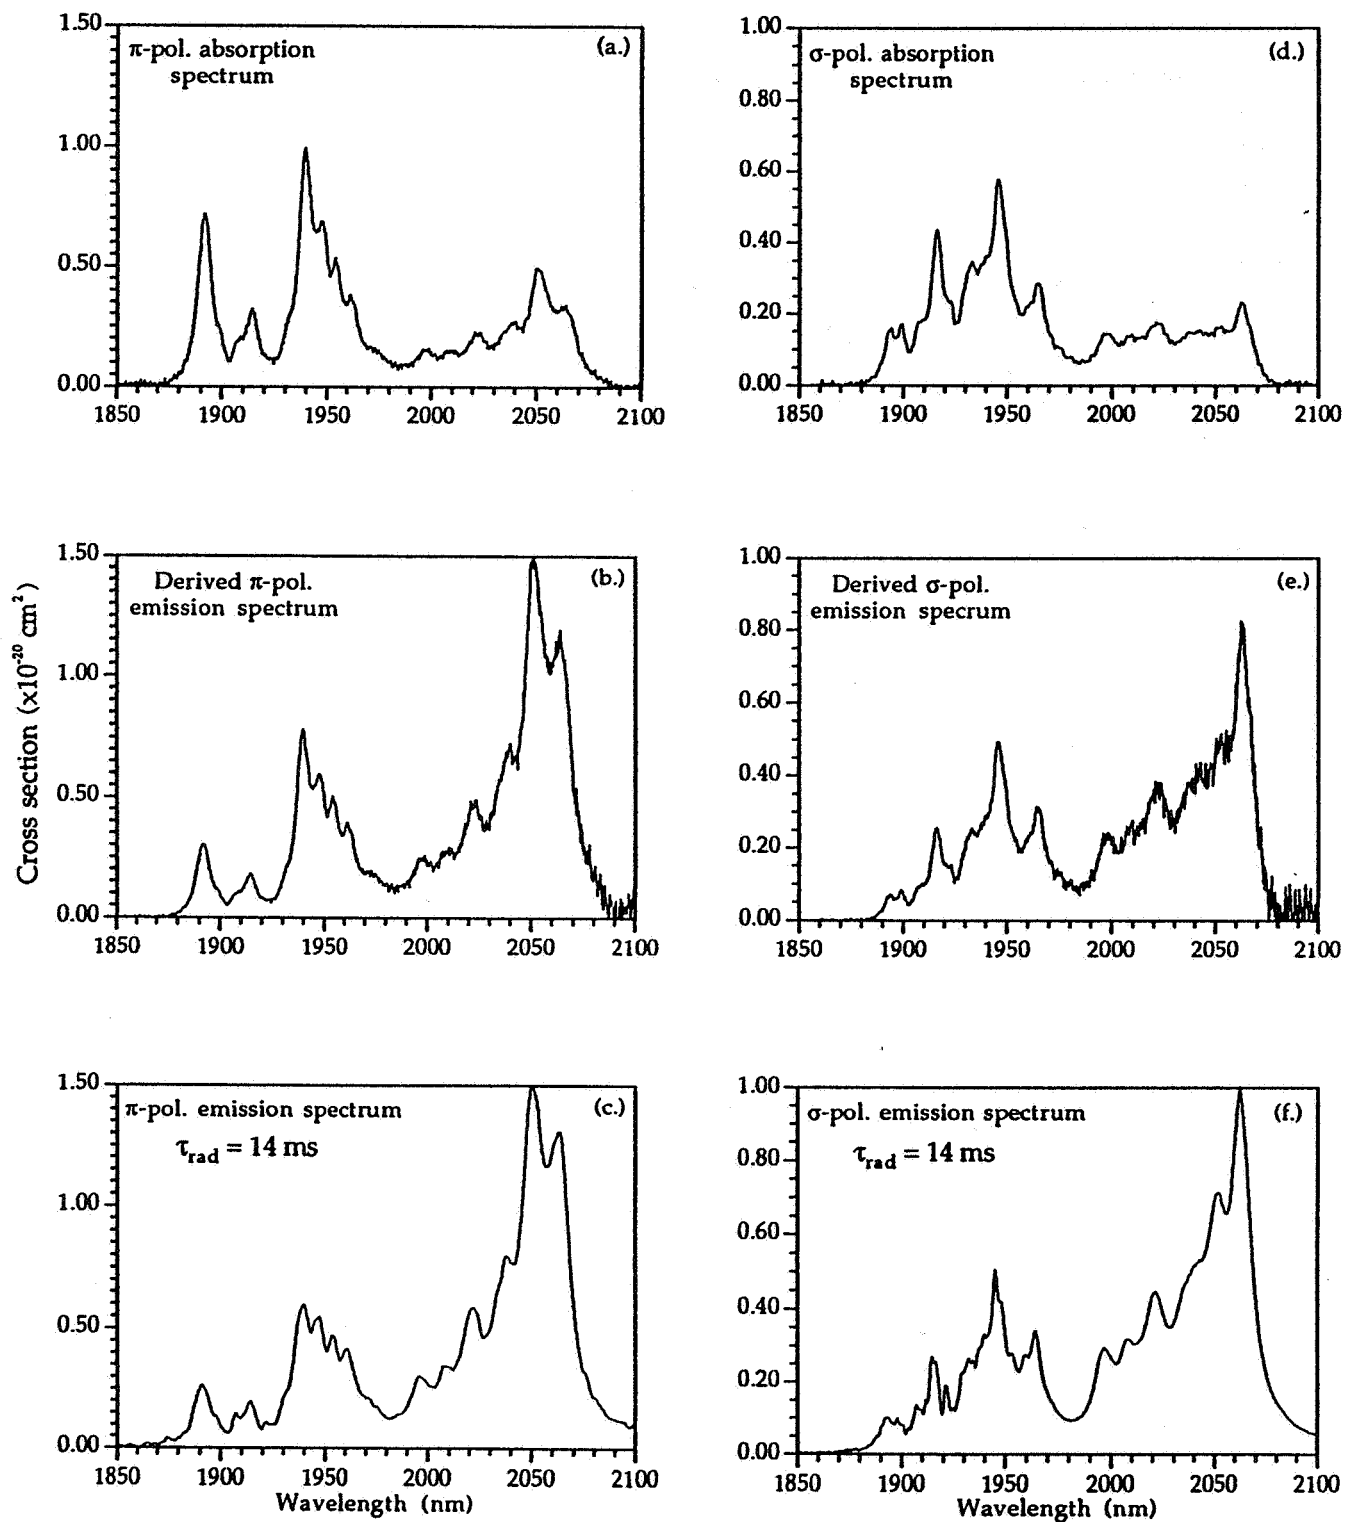 1.50
1.00
0.50
0.00
π-pol. absorption
spectrum
(a.)
1850 1900 1950 2000 2050 2100
1.00
0.80
0.60
0.40
0.20
0.00
σ-pol. absorption
spectrum
(d.)
1850 1900 1950 2000 2050 2100
Cross section (x10⁻²⁰ cm²)
1.50
1.00
0.50
0.00
Derived π-pol.
emission spectrum
(b.)
1850 1900 1950 2000 2050 2100
1.00
0.80
0.60
0.40
0.20
0.00
Derived σ-pol.
emission specrum
(e.)
1850 1900 1950 2000 2050 2100
1.50
1.00
0.50
0.00
π-pol. emission spectrum
(c.)
τrad = 14 ms
1850 1900 1950 2000 2050 2100
Wavelength (nm)
1.00
0.80
0.60
0.40
0.20
0.00
σ-pol. emission spectrum
(f.)
τrad = 14 ms
1850 1900 1950 2000 2050 2100
Wavelength (nm)